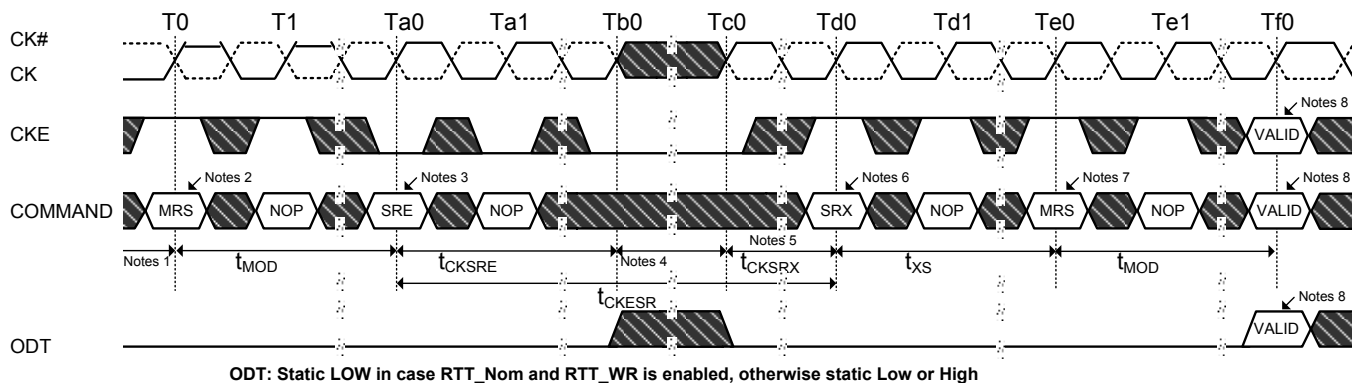 T0 T1 Ta0 Ta1 Tb0 Tc0 Td0 Td1 Te0 Te1 Tf0
CK#
CK
Notes 8
CKE
VALID
Notes 2 Notes 3 Notes 6 Notes 7 Notes 8
COMMAND MRS NOP SRE NOP SRX NOP MRS NOP VALID
Notes 1 tMOD tCKSRE Notes 4 Notes 5 tCKSRX tXS tMOD
tCKESR
Notes 8
VALID
ODT
ODT: Static LOW in case RTT_Nom and RTT_WR is enabled, otherwise static Low or High